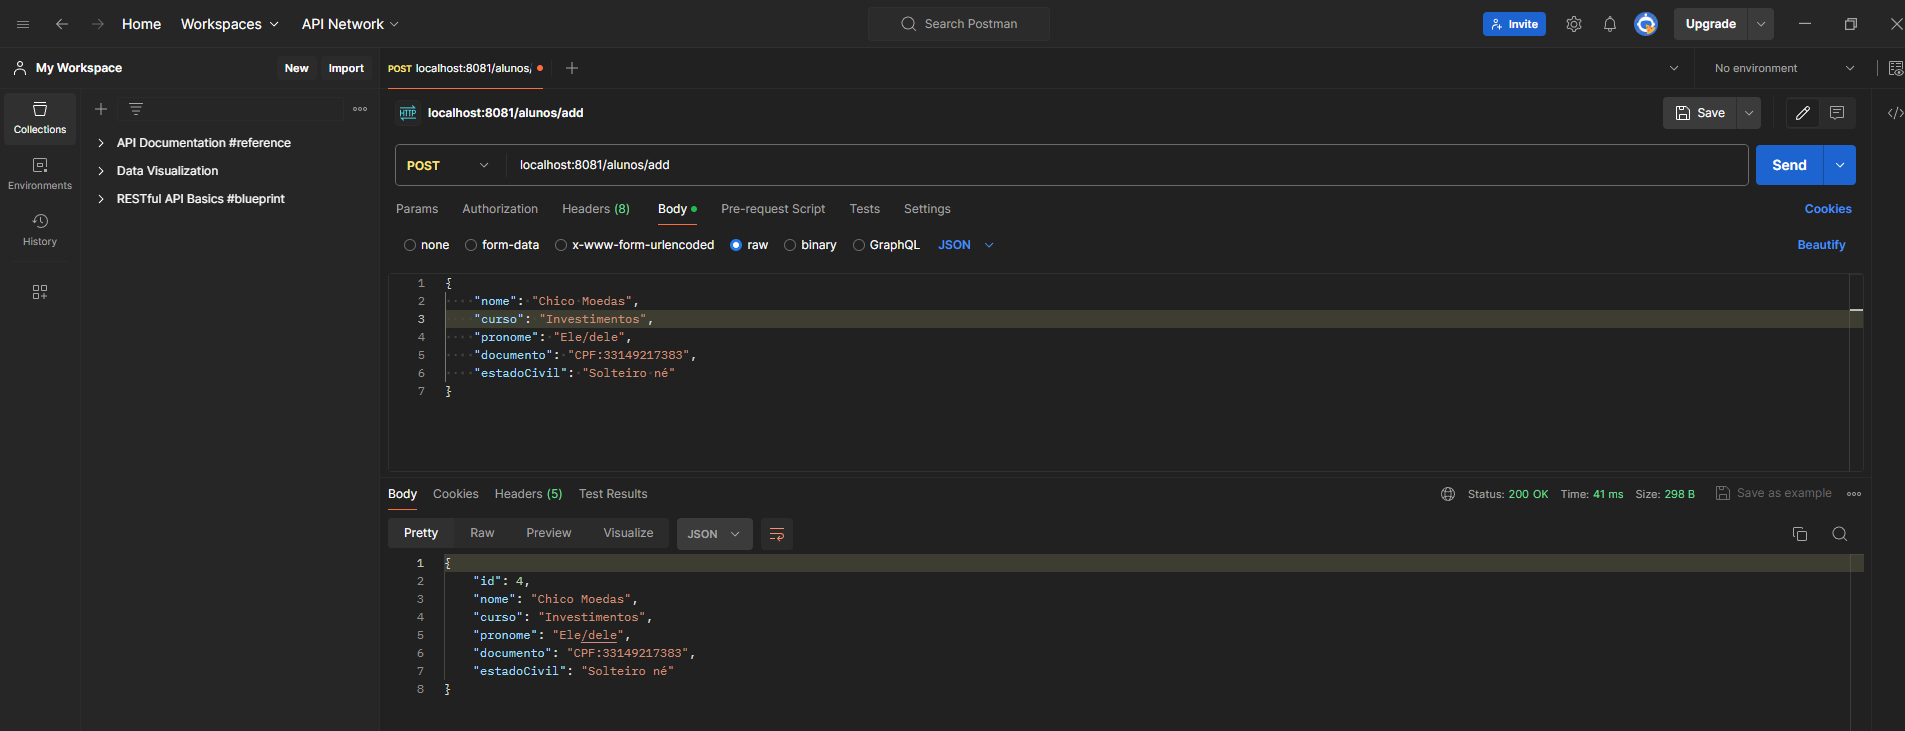 Home Workspaces API Network Search Postman Invite Upgrade
My Workspace New Import POST localhost:8081/alunos/ No environment
Collections
Environments
History
API Documentation #reference
Data Visualization
RESTful API Basics #blueprint
HTTP localhost:8081/alunos/add Save
POST localhost:8081/alunos/add Send
Params Authorization Headers (8) Body Pre-request Script Tests Settings Cookies
none form-data x-www-form-urlencoded raw binary GraphQL JSON Beautify
1 {
2 "nome": "Chico Moedas",
3 "curso": "Investimentos",
4 "pronome": "Ele/dele",
5 "documento": "CPF:33149217383",
6 "estadoCivil": "Solteiro né"
7 }
Body Cookies Headers (5) Test Results Status: 200 OK Time: 41 ms Size: 298 B Save as example
Pretty Raw Preview Visualize JSON
1 {
2 "id": 4,
3 "nome": "Chico Moedas",
4 "curso": "Investimentos",
5 "pronome": "Ele/dele",
6 "documento": "CPF:33149217383",
7 "estadoCivil": "Solteiro né"
8 }